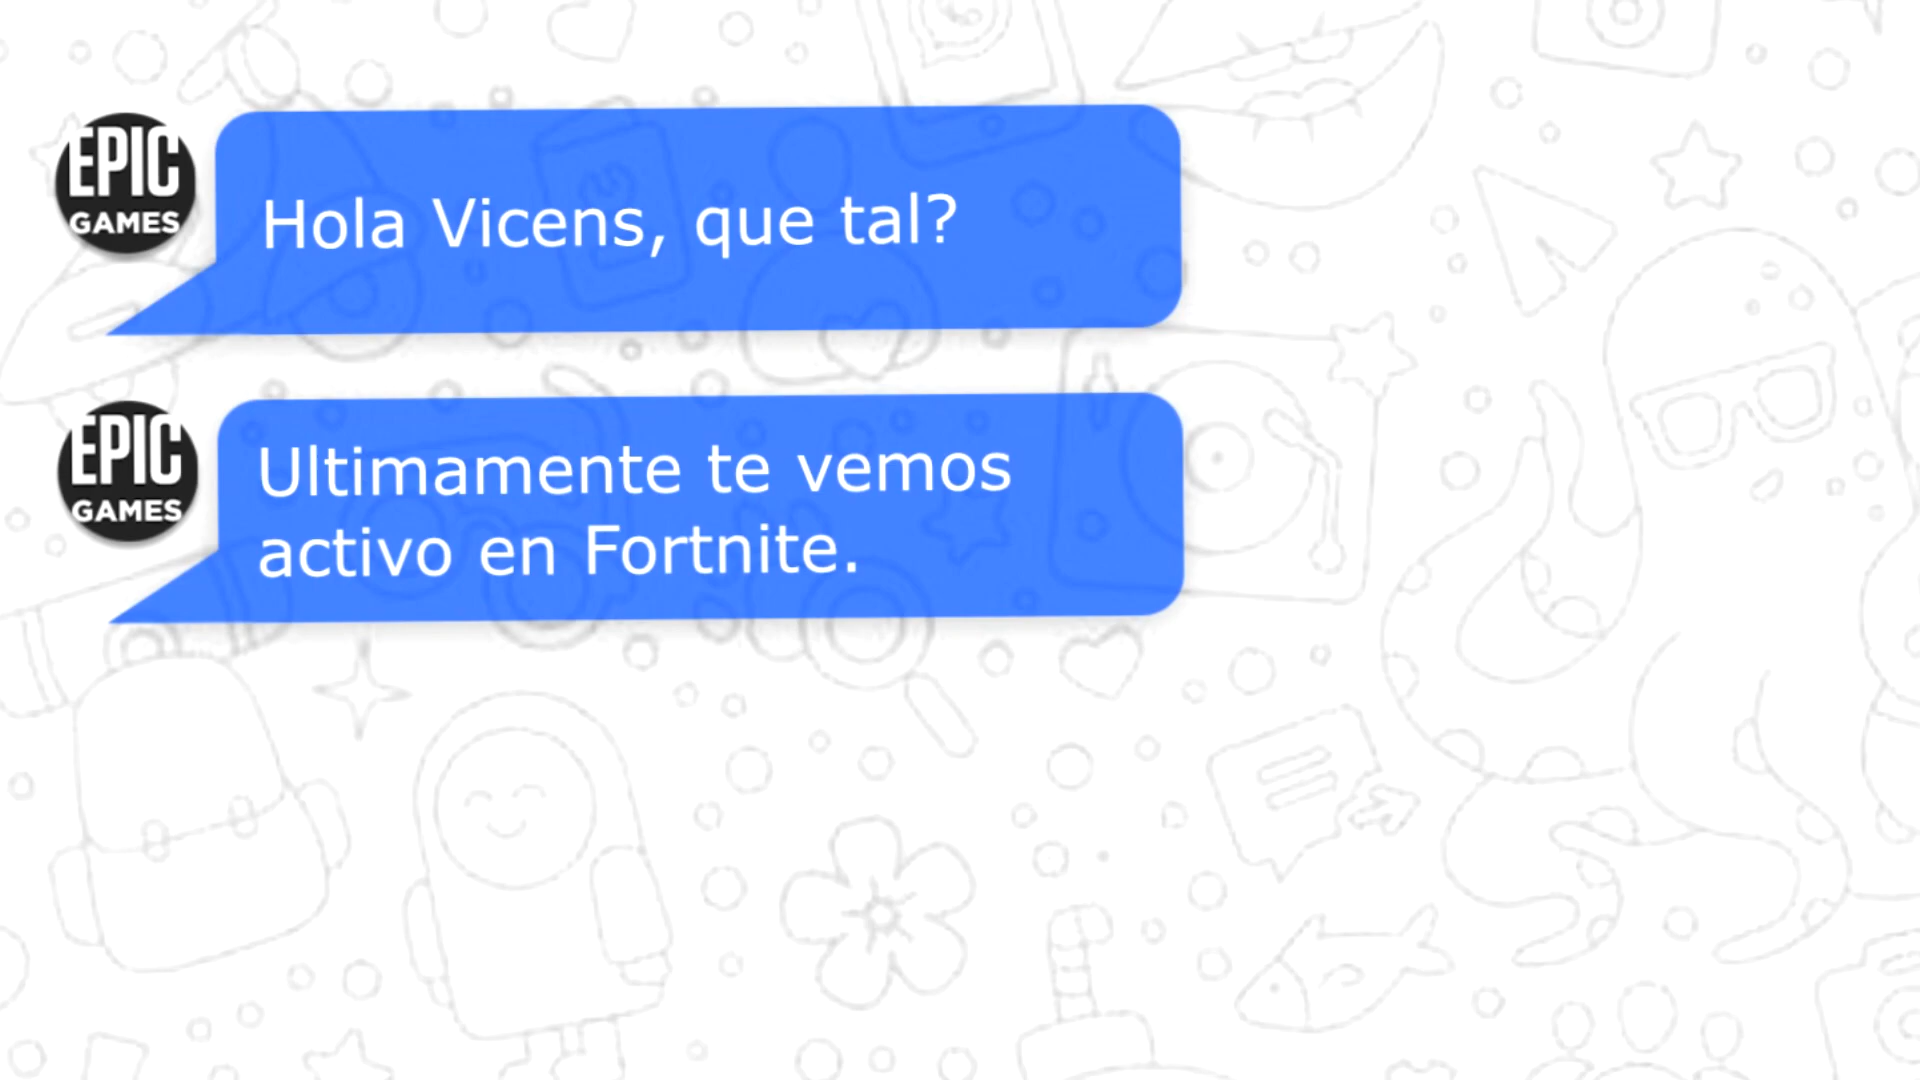 EPIC
GAMES
Hola Vicens, que tal?
EPIC
GAMES
Ultimamente te vemos
activo en Fortnite.